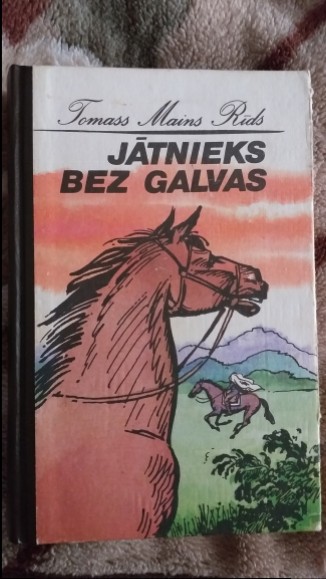 Tomass Mains Rīds
JĀTNIEKS
BEZ GALVAS